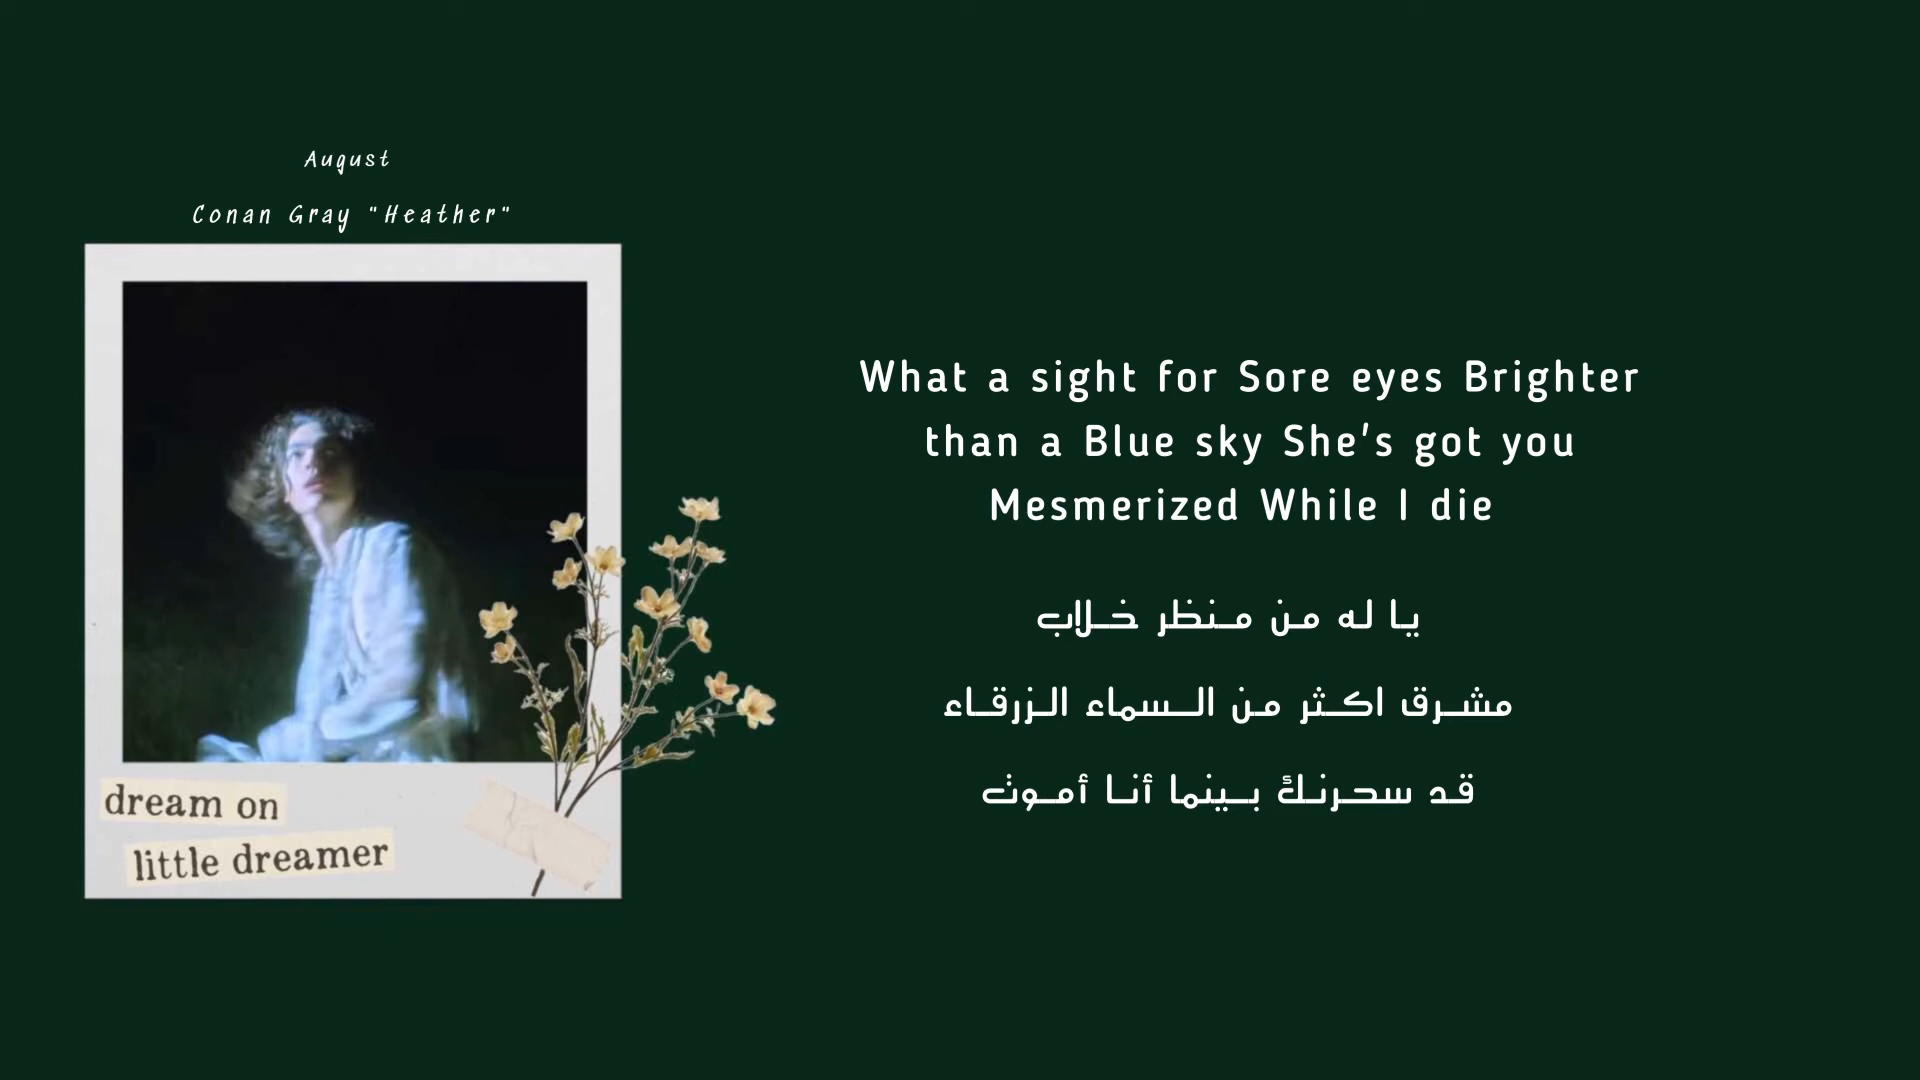 August
Conan Gray "Heather"
What a sight for Sore eyes Brighter
than a Blue sky She's got you
Mesmerized While I die
يا له من منظر خلاب
مشرق اكثر من السماء الزرقاء
قد سحرنك بينما أنا أموت
dream on
little dreamer